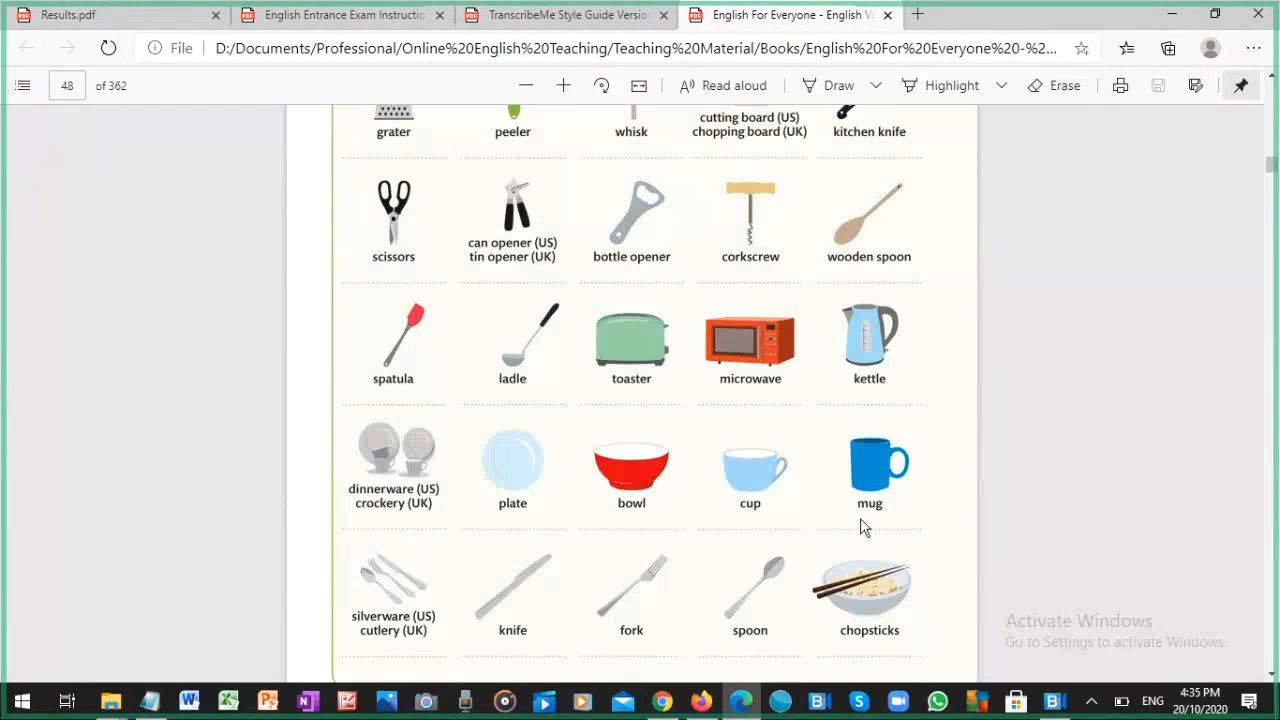 Results.pdf
English Entrance Exam Instructio
TranscribeMe Style Guide Version
English For Everyone - English Vo
File
D:/Documents/Professional/Online%20English%20Teaching/Teaching%20Material/Books/English%20For%20Everyone%20-%2...
48 of 362
Read aloud
Draw
Highlight
Erase
grater
peeler
whisk
cutting board (US)
chopping board (UK)
kitchen knife
scissors
can opener (US)
tin opener (UK)
bottle opener
corkscrew
wooden spoon
spatula
ladle
toaster
microwave
kettle
dinnerware (US)
crockery (UK)
plate
bowl
cup
mug
silverware (US)
cutlery (UK)
knife
fork
spoon
chopsticks
Activate Windows
Go to Settings to activate Windows.
ENG
4:35 PM
20/10/2020